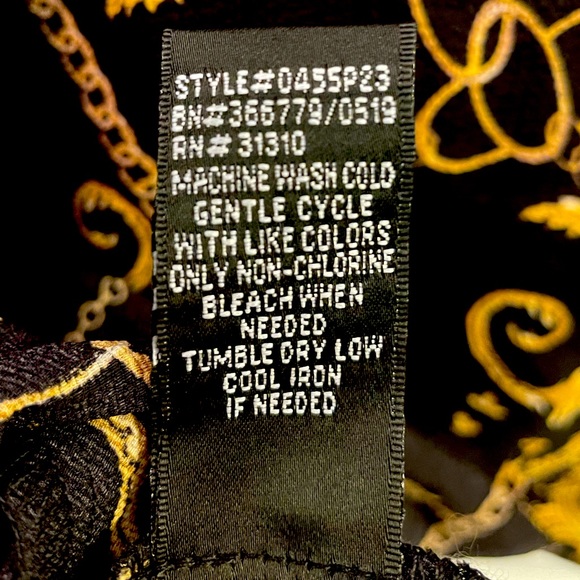 STYLE#0455P23
BN#366779/0519
RN# 31310
MACHINE WASH COLD
GENTLE CYCLE
WITH LIKE COLORS
ONLY NON-CHLORINE
BLEACH WHEN
NEEDED
TUMBLE DRY LOW
COOL IRON
IF NEEDED